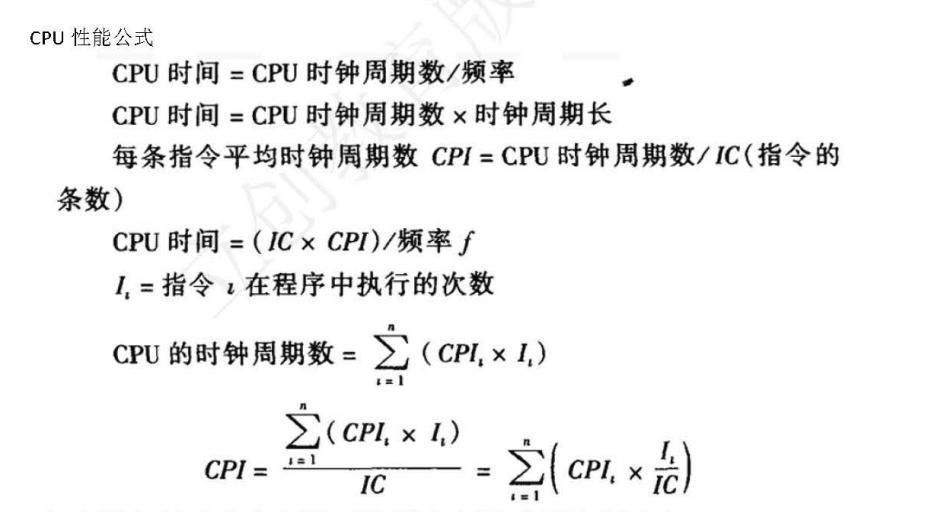 CPU 性能公式
CPU 时间 = CPU 时钟周期数/频率
CPU 时间 = CPU 时钟周期数 × 时钟周期长
每条指令平均时钟周期数 CPI = CPU 时钟周期数/IC(指令的
条数)
CPU 时间 = (IC × CPI)/频率 f
I_i = 指令 i 在程序中执行的次数
CPU 的时钟周期数 = \sum_{i=1}^{n} (CPI_i × I_i)
CPI = \frac{\sum_{i=1}^{n} (CPI_i × I_i)}{IC} = \sum_{i=1}^{n} \left( CPI_i × \frac{I_i}{IC} \right)
立创教育版